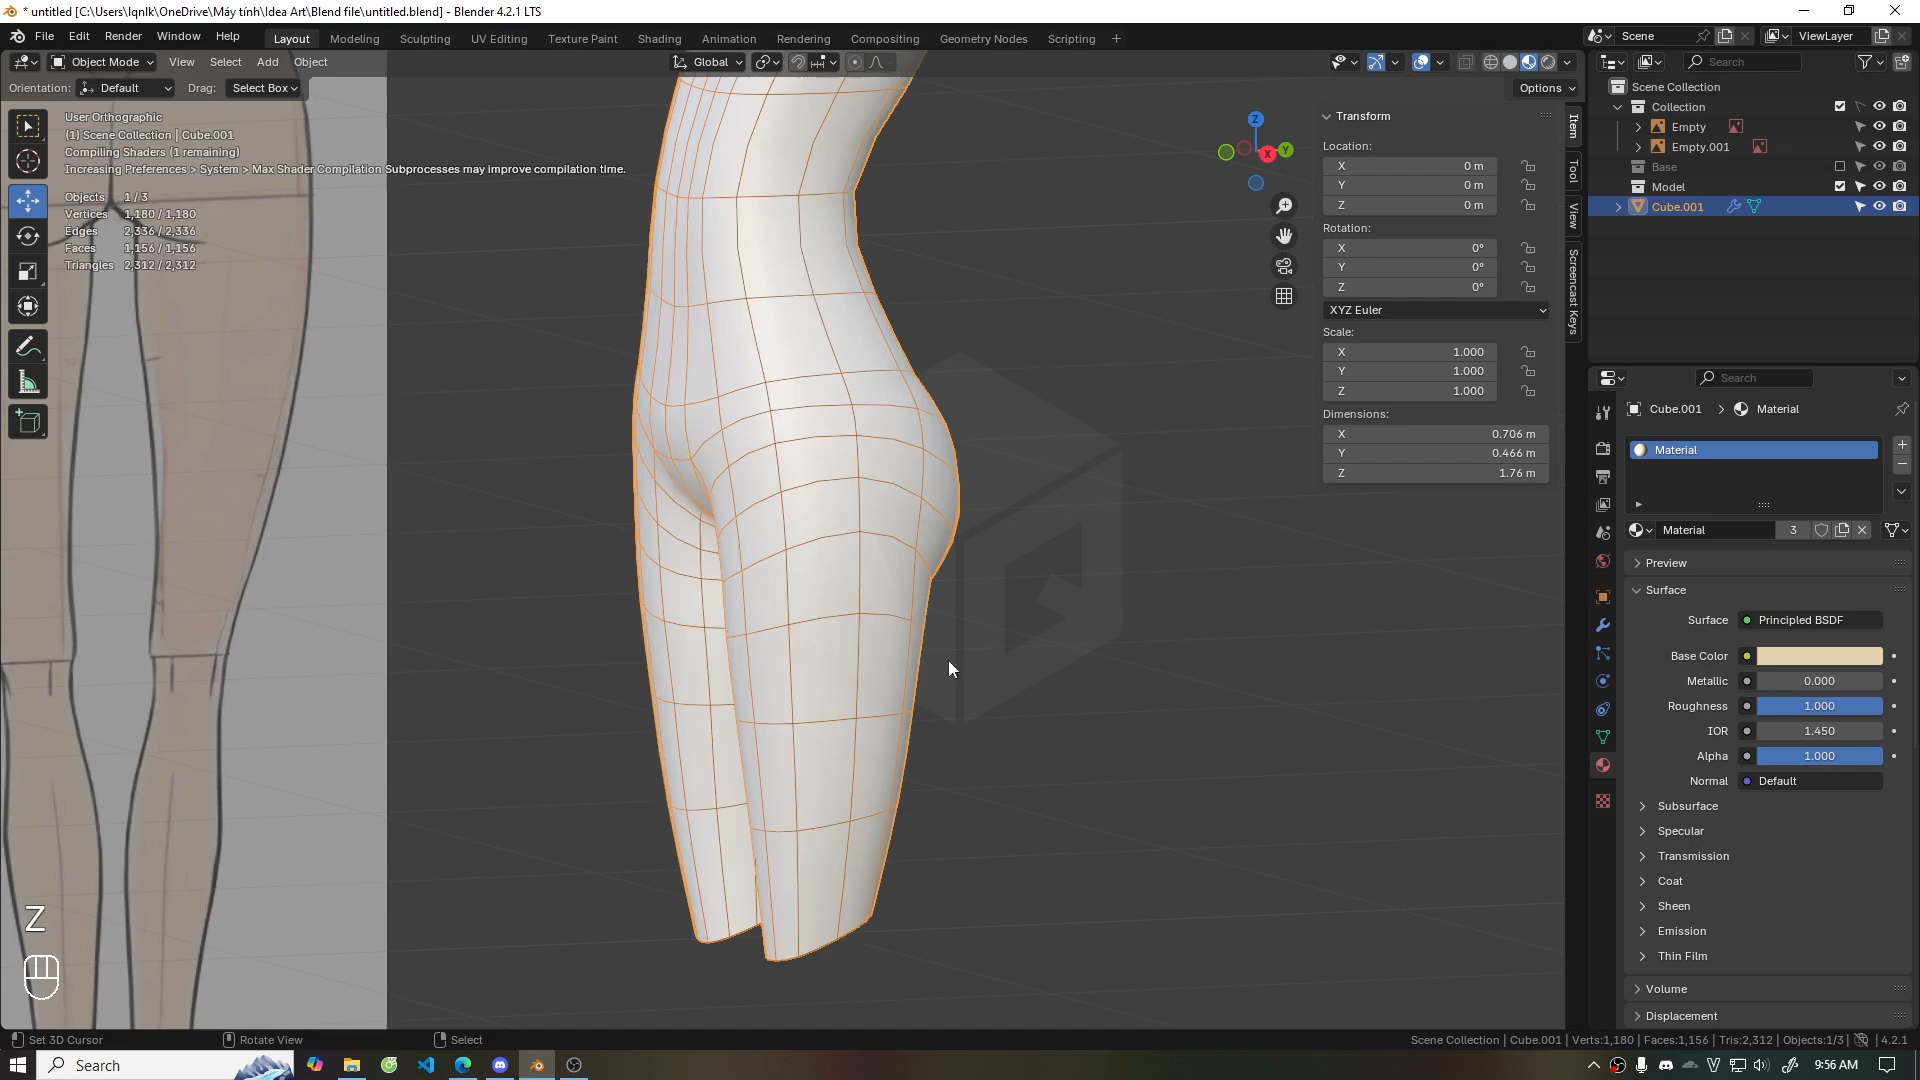 * untitled [C:\Users\lqnlk\OneDrive\Máy tính\Idea Art\Blend file\untitled.blend] - Blender 4.2.1 LTS
File Edit Render Window Help
Layout Modeling Sculpting UV Editing Texture Paint Shading Animation Rendering Compositing Geometry Nodes Scripting +
Scene
ViewLayer
Object Mode View Select Add Object
Global
Search
Orientation: Default Drag: Select Box
Options
User Orthographic
(1) Scene Collection | Cube.001
Compiling Shaders (1 remaining)
Increasing Preferences > System > Max Shader Compilation Subprocesses may improve compilation time.
Objects 1 / 3
Vertices 1,180 / 1,180
Edges 2,336 / 2,336
Faces 1,156 / 1,156
Triangles 2,312 / 2,312
Z
Y
X
Transform
Location:
X 0 m
Y 0 m
Z 0 m
Rotation:
X 0°
Y 0°
Z 0°
XYZ Euler
Scale:
X 1.000
Y 1.000
Z 1.000
Dimensions:
X 0.706 m
Y 0.466 m
Z 1.76 m
Item
Tool
View
Screencast Keys
Scene Collection
Collection
Empty
Empty.001
Base
Model
Cube.001
Search
Cube.001 > Material
Material
Material 3
Preview
Surface
Surface Principled BSDF
Base Color
Metallic 0.000
Roughness 1.000
IOR 1.450
Alpha 1.000
Normal Default
Subsurface
Specular
Transmission
Coat
Sheen
Emission
Thin Film
Volume
Displacement
Z
Set 3D Cursor Rotate View Select
Scene Collection | Cube.001 | Verts:1,180 | Faces:1,156 | Tris:2,312 | Objects:1/3 | 4.2.1
Search
9:56 AM